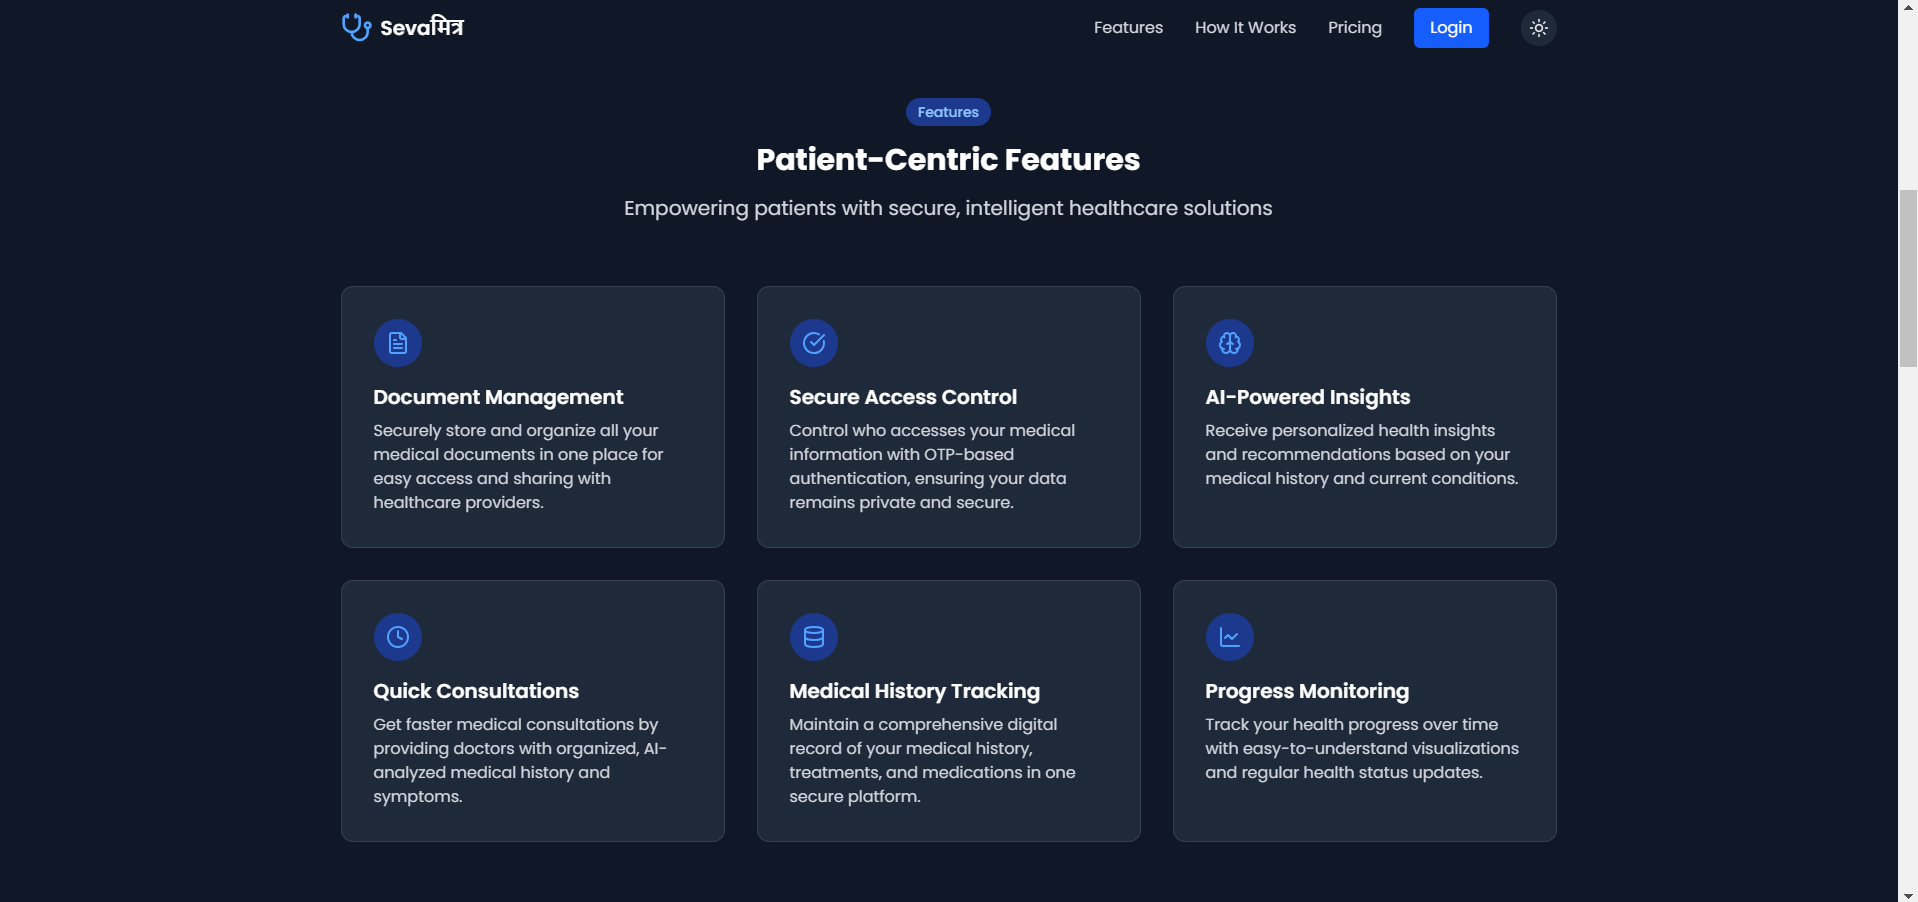 Sevaमित्र
Features
How It Works
Pricing
Login
Features
Patient-Centric Features
Empowering patients with secure, intelligent healthcare solutions
Document Management
Securely store and organize all your
medical documents in one place for
easy access and sharing with
healthcare providers.
Secure Access Control
Control who accesses your medical
information with OTP-based
authentication, ensuring your data
remains private and secure.
AI-Powered Insights
Receive personalized health insights
and recommendations based on your
medical history and current conditions.
Quick Consultations
Get faster medical consultations by
providing doctors with organized, AI-
analyzed medical history and
symptoms.
Medical History Tracking
Maintain a comprehensive digital
record of your medical history,
treatments, and medications in one
secure platform.
Progress Monitoring
Track your health progress over time
with easy-to-understand visualizations
and regular health status updates.